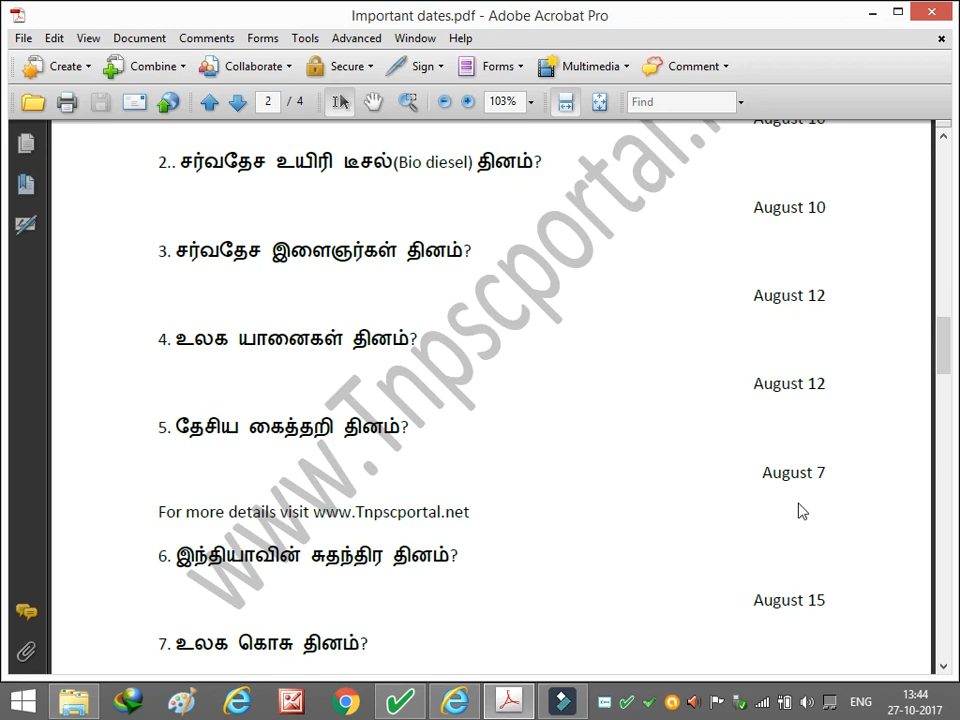 Important dates.pdf - Adobe Acrobat Pro
File Edit View Document Comments Forms Tools Advanced Window Help
Create Combine Collaborate Secure Sign Forms Multimedia Comment
2 / 4 103% Find
2.. சர்வதேச உயிரி டீசல்(Bio diesel) தினம்?
August 10
3. சர்வதேச இளைஞர்கள் தினம்?
August 12
4. உலக யானைகள் தினம்?
August 12
5. தேசிய கைத்தறி தினம்?
August 7
For more details visit www.Tnpscportal.net
6. இந்தியாவின் சுதந்திர தினம்?
August 15
7. உலக கொசு தினம்?
www.Tnpscportal.
ENG
13:44
27-10-2017